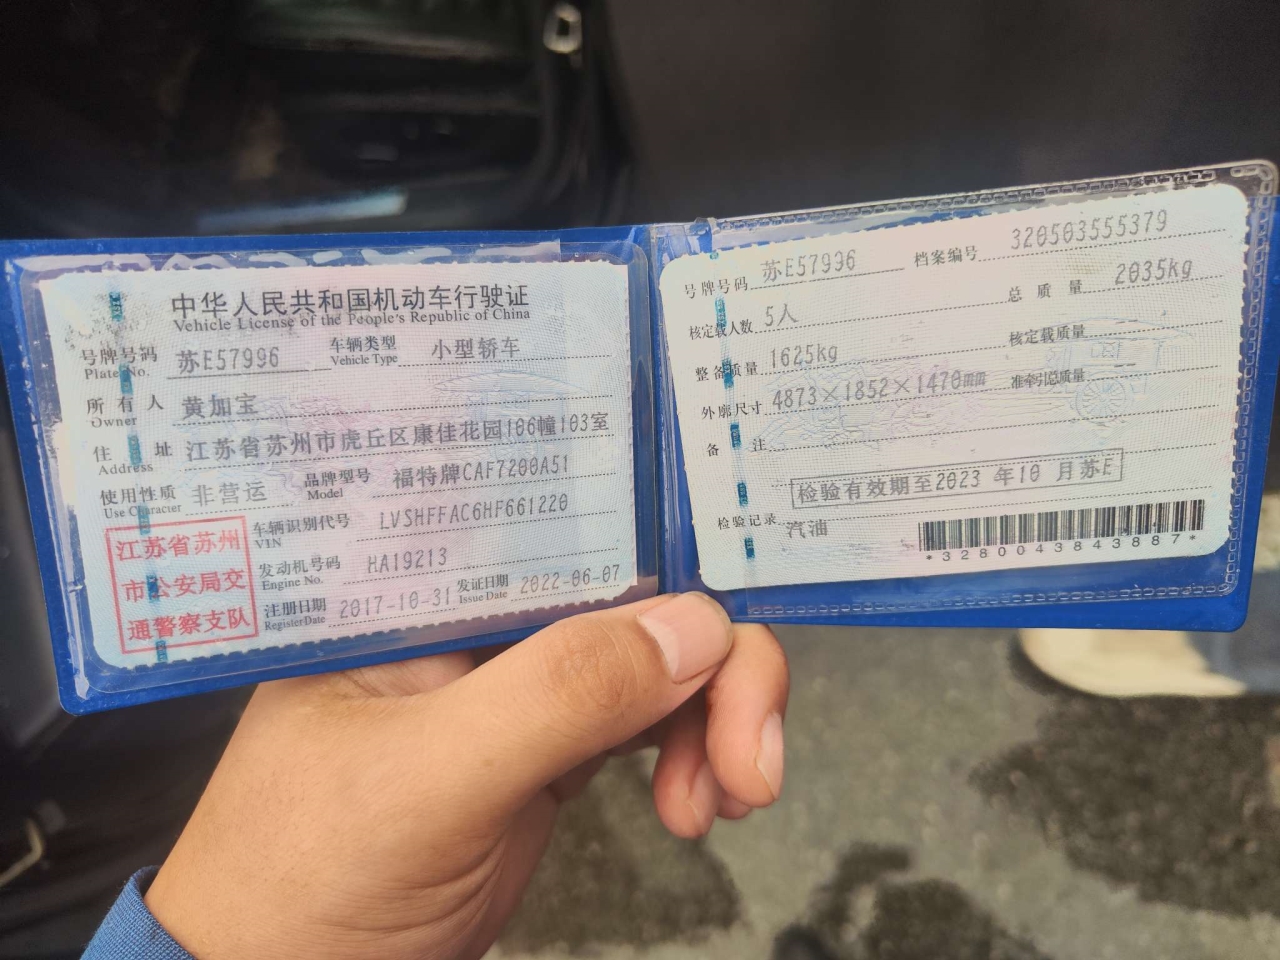 中华人民共和国机动车行驶证
Vehicle License of the People's Republic of China
号牌号码 苏E57996 车辆类型 小型轿车
Plate No. Vehicle Type
所有人 黄加宝
Owner
住址 江苏省苏州市虎丘区康佳花园106幢103室
Address
使用性质 非营运 品牌型号 福特牌CAF7200A51
Use Character Model
江苏省苏州
市公安局交
通警察支队
车辆识别代号 LVSHFFAC6HF661220
VIN
发动机号码 HA19213
Engine No.
注册日期 2017-10-31 发证日期 2022-06-07
Register Date Issue Date
号牌号码 苏E57996 档案编号 320503555379
核定载人数 5人 总质量 2035kg
整备质量 1625kg 核定载质量
外廓尺寸 4873×1852×1470mm 准牵引总质量
备注
检验有效期至2023 年10 月苏E
检验记录 汽油
*3280043843887*